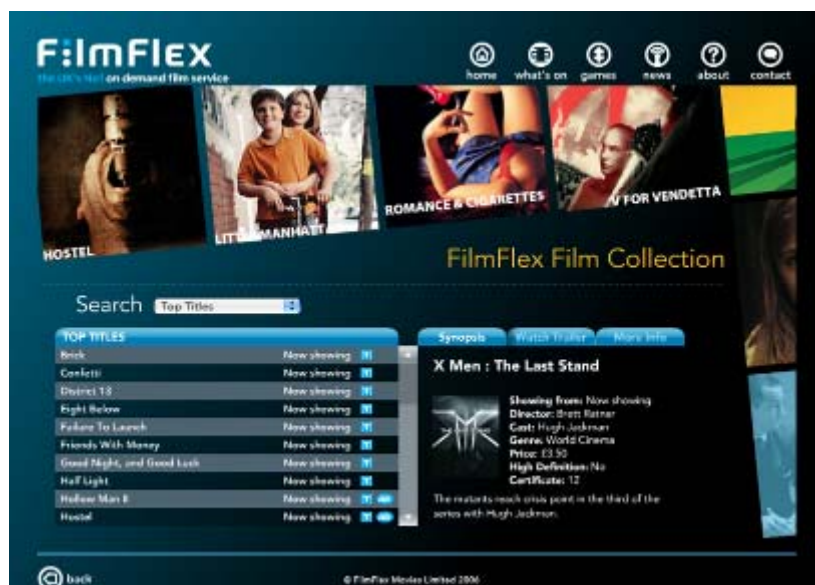 FilmFlex
the UK's No1 on demand film service
home what's on games news about contact
HOSTEL
LITTLE MANHATT
ROMANCE & CIGARETTES
V FOR VENDETTA
FilmFlex Film Collection
Search Top Titles
TOP TITLES
Brick Now showing T
Confetti Now showing T
District 13 Now showing T
Eight Below Now showing T
Failure To Launch Now showing T
Friends With Money Now showing T
Good Night, and Good Luck Now showing T
Half Light Now showing T
Hollow Man II Now showing T HD
Hostel Now showing T HD
Synopsis Watch Trailer More Info
X Men : The Last Stand
Showing from: Now showing
Director: Brett Ratner
Cast: Hugh Jackman
Genre: World Cinema
Price: £3.50
High Definition: No
Certificate: 12
The mutants reach crisis point in the third of the
series with Hugh Jackman.
back
© FilmFlex Movies Limited 2006